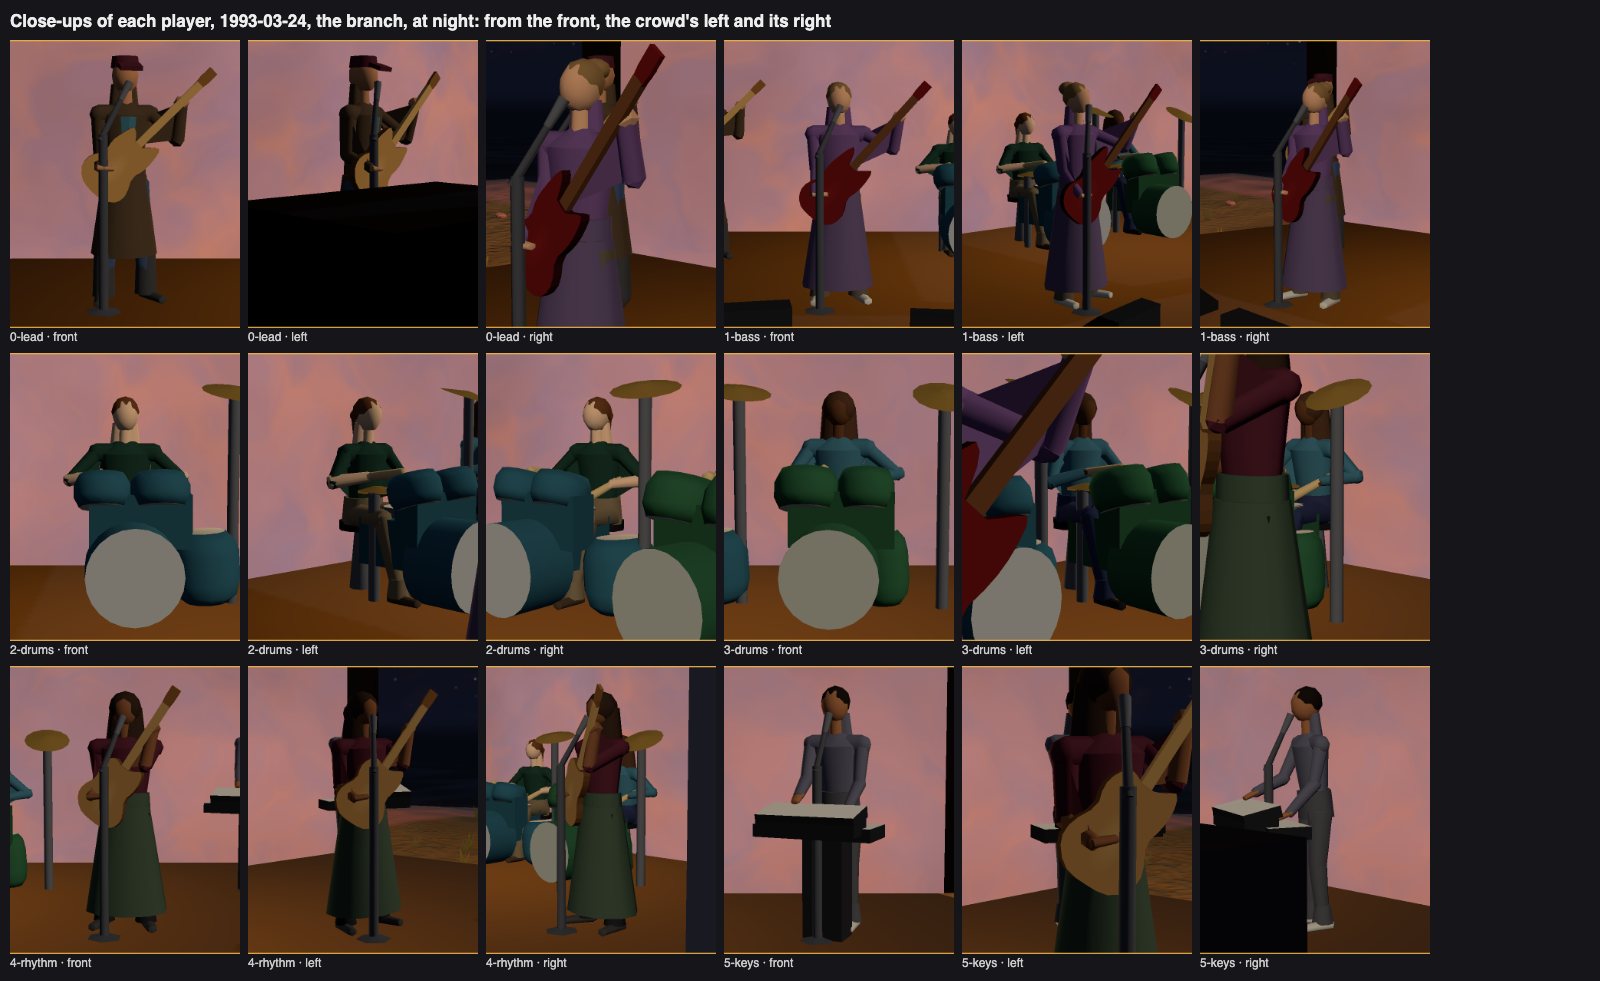 Close-ups of each player, 1993-03-24, the branch, at night: from the front, the crowd's left and its right
0-lead · front
0-lead · left
0-lead · right
1-bass · front
1-bass · left
1-bass · right
2-drums · front
2-drums · left
2-drums · right
3-drums · front
3-drums · left
3-drums · right
4-rhythm · front
4-rhythm · left
4-rhythm · right
5-keys · front
5-keys · left
5-keys · right